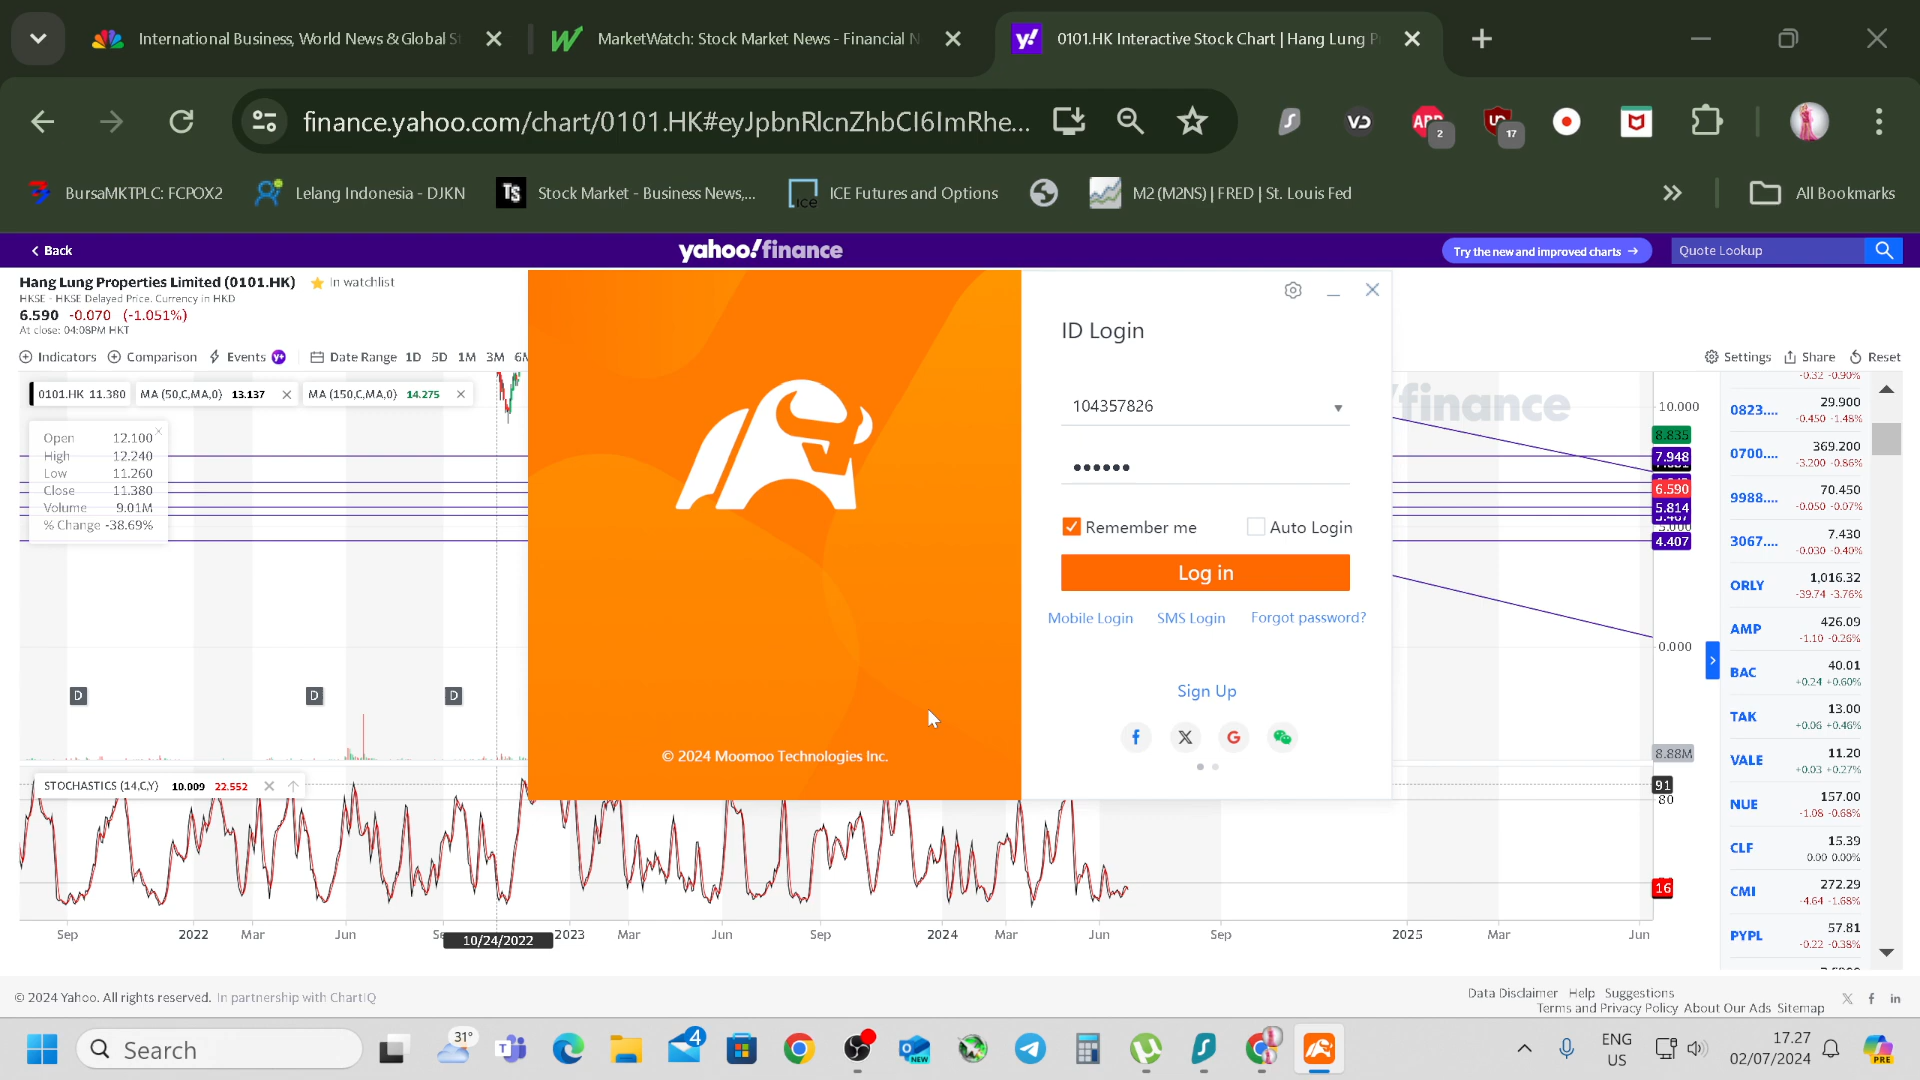 International Business, World News & Global St
MarketWatch: Stock Market News - Financial N
0101.HK Interactive Stock Chart | Hang Lung P
finance.yahoo.com/chart/0101.HK#eyJpbnRlcnZhbCI6ImRhe...
2
17
BursaMKTPLC: FCPOX2
Lelang Indonesia - DJKN
TS
Stock Market - Business News,...
ICE Futures and Options
M2 (M2NS) | FRED | St. Louis Fed
All Bookmarks
Back
yahoo!finance
Try the new and improved charts →
Quote Lookup
Hang Lung Properties Limited (0101.HK)
In watchlist
HKSE - HKSE Delayed Price. Currency in HKD
6.590 -0.070 (-1.051%)
At close: 04:08PM HKT
Indicators
Comparison
Events
Date Range 1D 5D 1M 3M 6M
Settings
Share
Reset
0101.HK 11.380
MA (50,C,MA,0) 13.137
MA (150,C,MA,0) 14.275
Open 12.100
High 12.240
Low 11.260
Close 11.380
Volume 9.01M
% Change -38.69%
D
D
D
finance
10.000
8.835
7.948
6.590
5.814
4.407
0.000
8.88M
ID Login
104357826
Remember me
Auto Login
Log in
Mobile Login
SMS Login
Forgot password?
Sign Up
© 2024 Moomoo Technologies Inc.
-0.32 -0.90%
0823.... 29.900
-0.450 -1.48%
0700.... 369.200
-3.200 -0.86%
9988.... 70.450
-0.050 -0.07%
3067.... 7.430
-0.030 -0.40%
ORLY 1,016.32
-39.74 -3.76%
AMP 426.09
-1.10 -0.26%
BAC 40.01
+0.24 +0.60%
TAK 13.00
+0.06 +0.46%
VALE 11.20
+0.03 +0.27%
NUE 157.00
-1.08 -0.68%
CLF 15.39
0.00 0.00%
CMI 272.29
-4.64 -1.68%
PYPL 57.81
-0.22 -0.38%
STOCHASTICS (14,C,Y) 10.009 22.552
91
80
16
Sep
2022
Mar
Jun
Se
10/24/2022
2023
Mar
Jun
Sep
2024
Mar
Jun
Sep
2025
Mar
Jun
© 2024 Yahoo. All rights reserved. In partnership with ChartIQ
Data Disclaimer Help Suggestions
Terms and Privacy Policy About Our Ads Sitemap
Search
31°
4
NEW
ENG
US
17.27
02/07/2024
PRE